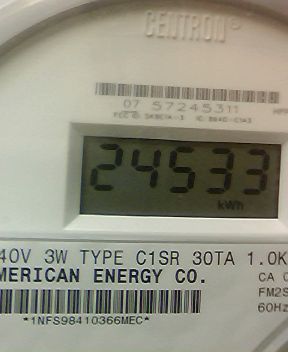 CENTRON®
07 57245311
24533
kWh
40V 3W TYPE C1SR 30TA 1.0K
MERICAN ENERGY CO.
CA 0
FM2S
60Hz
*1NFS98410366MEC*